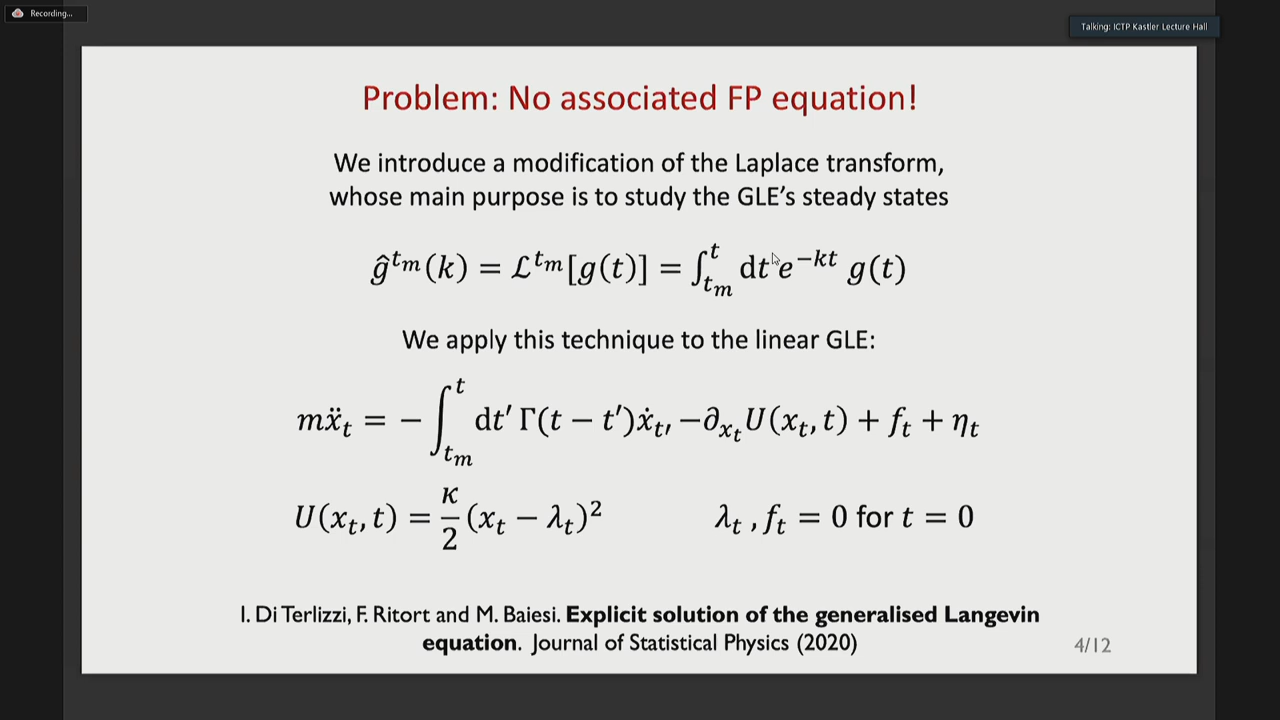 Recording...
Talking: ICTP Kastler Lecture Hall
Problem: No associated FP equation!
We introduce a modification of the Laplace transform,
whose main purpose is to study the GLE's steady states
ĝ^{t_m}(k) = ℒ^{t_m}[g(t)] = ∫_{t_m}^{t} dt e^{−kt} g(t)
We apply this technique to the linear GLE:
mẍ_t = − ∫_{t_m}^{t} dt′ Γ(t − t′)ẋ_{t′} −∂_{x_t}U(x_t, t) + f_t + η_t
U(x_t, t) = κ/2 (x_t − λ_t)² λ_t , f_t = 0 for t = 0
I. Di Terlizzi, F. Ritort and M. Baiesi. Explicit solution of the generalised Langevin
equation. Journal of Statistical Physics (2020)
4/12